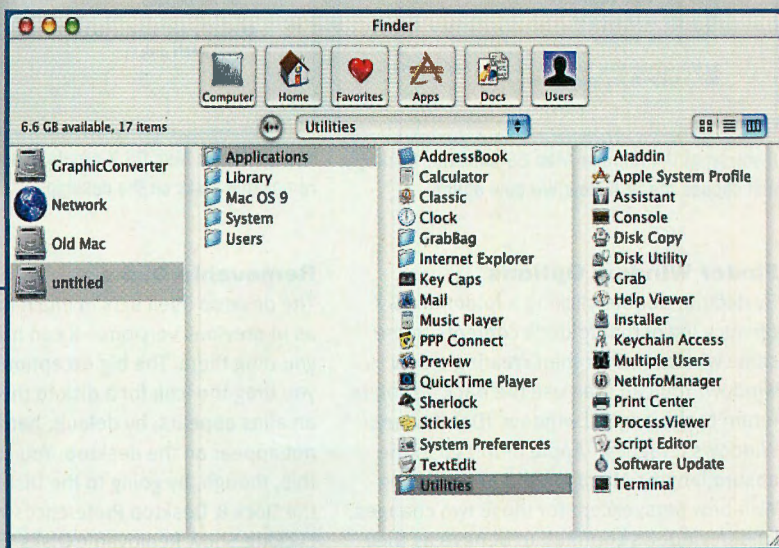 Finder
Computer
Home
Favorites
Apps
Docs
Users
6.6 GB available, 17 items
Utilities
GraphicConverter
Network
Old Mac
untitled
Applications
Library
Mac OS 9
System
Users
AddressBook
Calculator
Classic
Clock
GrabBag
Internet Explorer
Key Caps
Mail
Music Player
PPP Connect
Preview
QuickTime Player
Sherlock
Stickies
System Preferences
TextEdit
Utilities
Aladdin
Apple System Profile
Assistant
Console
Disk Copy
Disk Utility
Grab
Help Viewer
Installer
Keychain Access
Multiple Users
NetInfoManager
Print Center
ProcessViewer
Script Editor
Software Update
Terminal